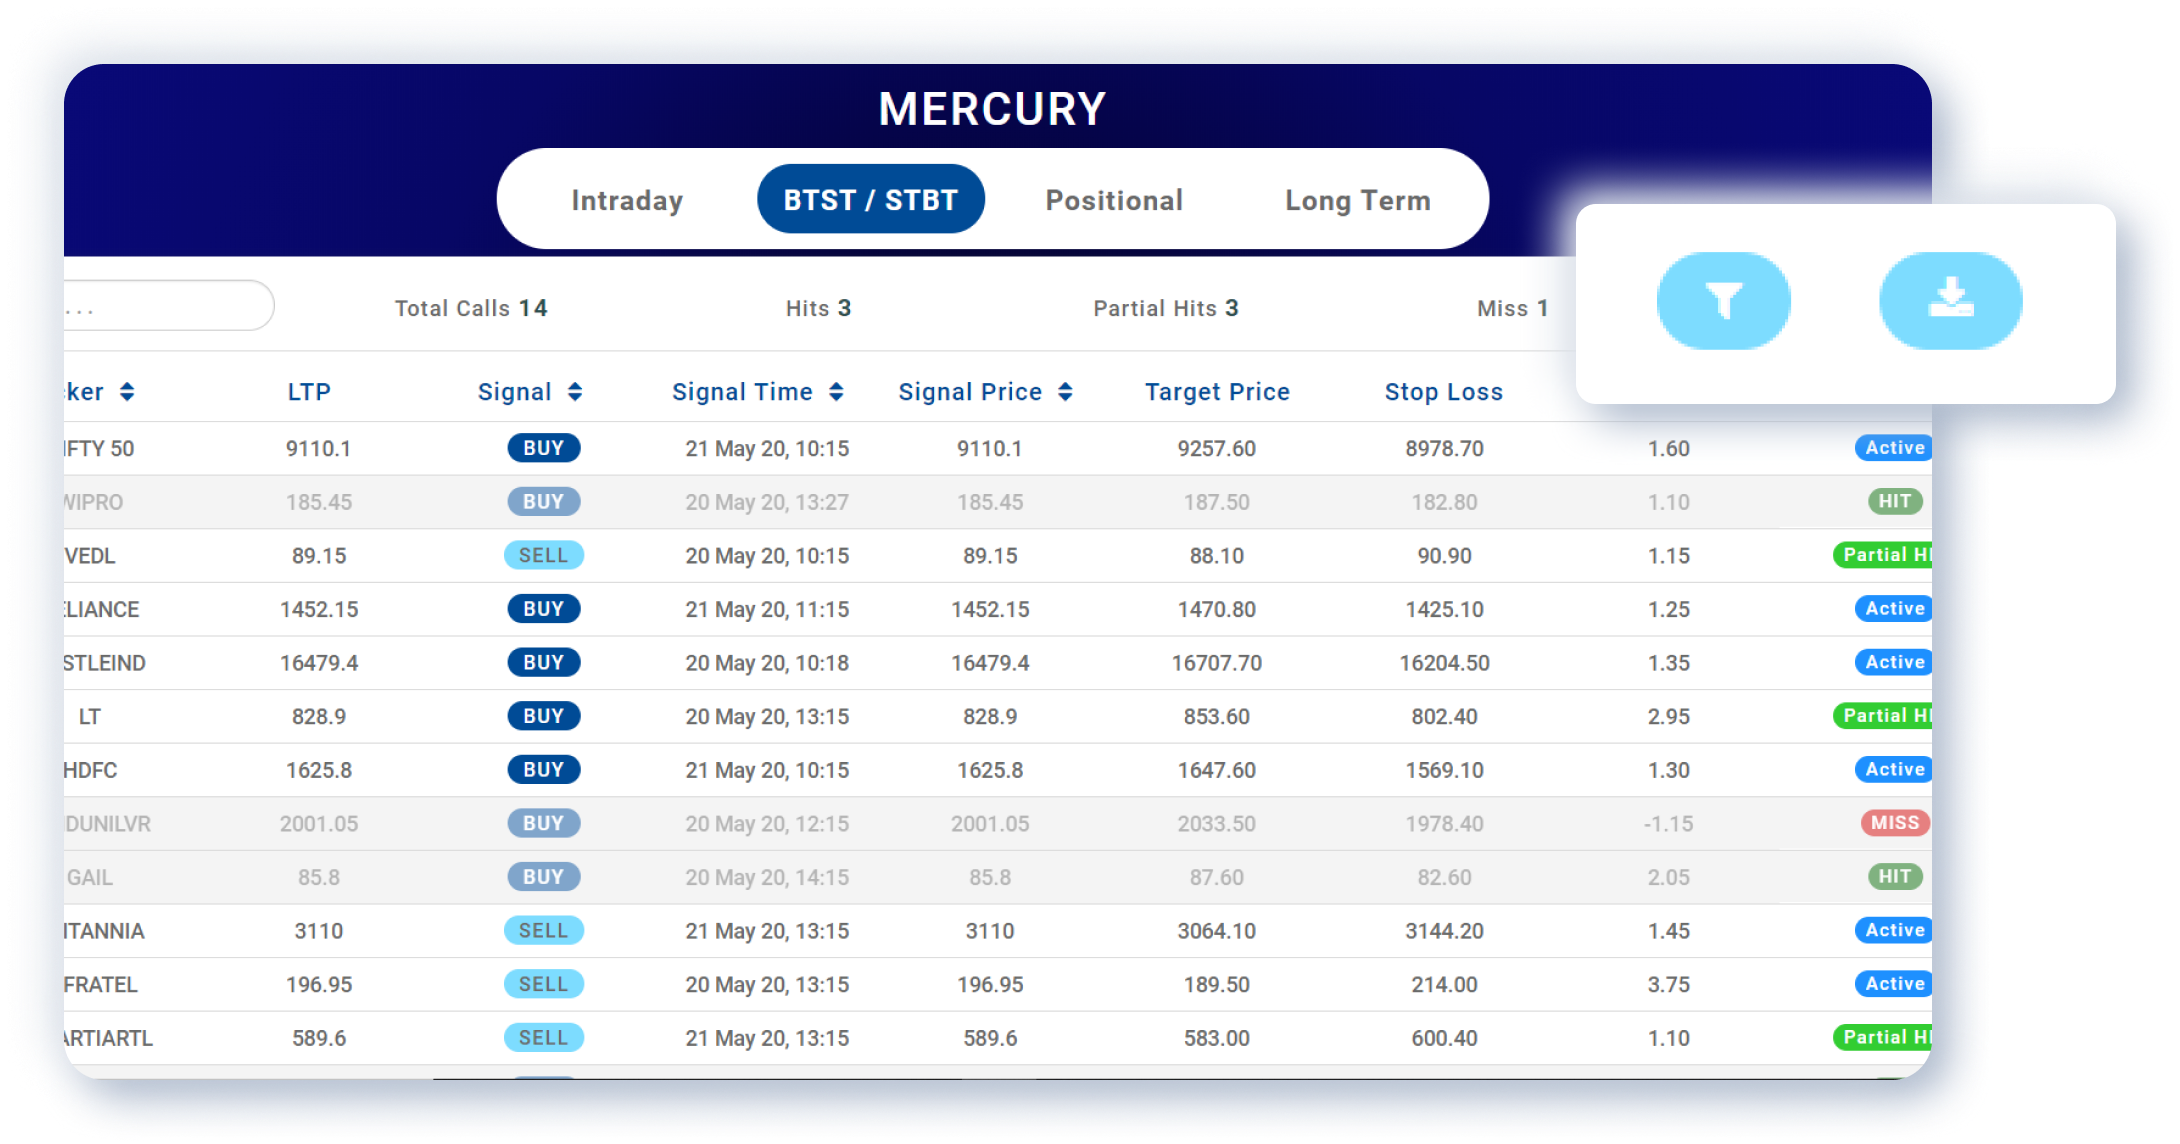 MERCURY
Intraday BTST / STBT Positional Long Term
... Total Calls 14 Hits 3 Partial Hits 3 Miss 1
cker LTP Signal Signal Time Signal Price Target Price Stop Loss
IFTY 50 9110.1 BUY 21 May 20, 10:15 9110.1 9257.60 8978.70 1.60 Active
WIPRO 185.45 BUY 20 May 20, 13:27 185.45 187.50 182.80 1.10 HIT
VEDL 89.15 SELL 20 May 20, 10:15 89.15 88.10 90.90 1.15 Partial HI
ELIANCE 1452.15 BUY 21 May 20, 11:15 1452.15 1470.80 1425.10 1.25 Active
STLEIND 16479.4 BUY 20 May 20, 10:18 16479.4 16707.70 16204.50 1.35 Active
LT 828.9 BUY 20 May 20, 13:15 828.9 853.60 802.40 2.95 Partial HI
HDFC 1625.8 BUY 21 May 20, 10:15 1625.8 1647.60 1569.10 1.30 Active
IDUNILVR 2001.05 BUY 20 May 20, 12:15 2001.05 2033.50 1978.40 -1.15 MISS
GAIL 85.8 BUY 20 May 20, 14:15 85.8 87.60 82.60 2.05 HIT
ITANNIA 3110 SELL 21 May 20, 13:15 3110 3064.10 3144.20 1.45 Active
FRATEL 196.95 SELL 20 May 20, 13:15 196.95 189.50 214.00 3.75 Active
ARTIARTL 589.6 SELL 21 May 20, 13:15 589.6 583.00 600.40 1.10 Partial HI